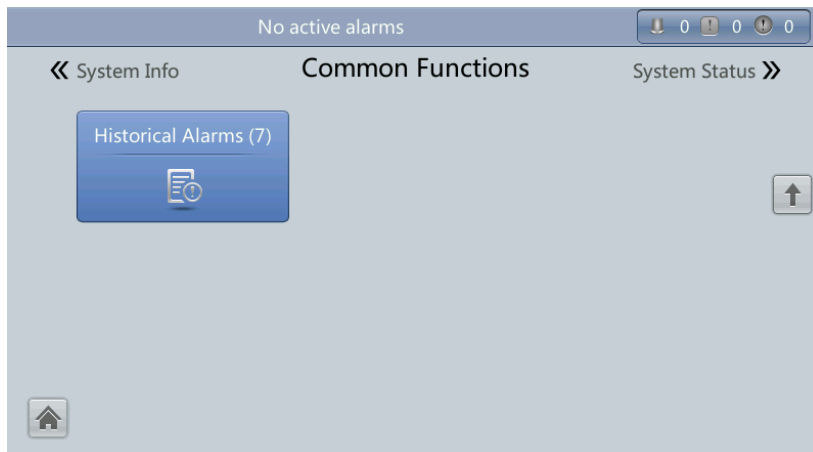 No active alarms
0 0 0
« System Info
Common Functions
System Status »
Historical Alarms (7)